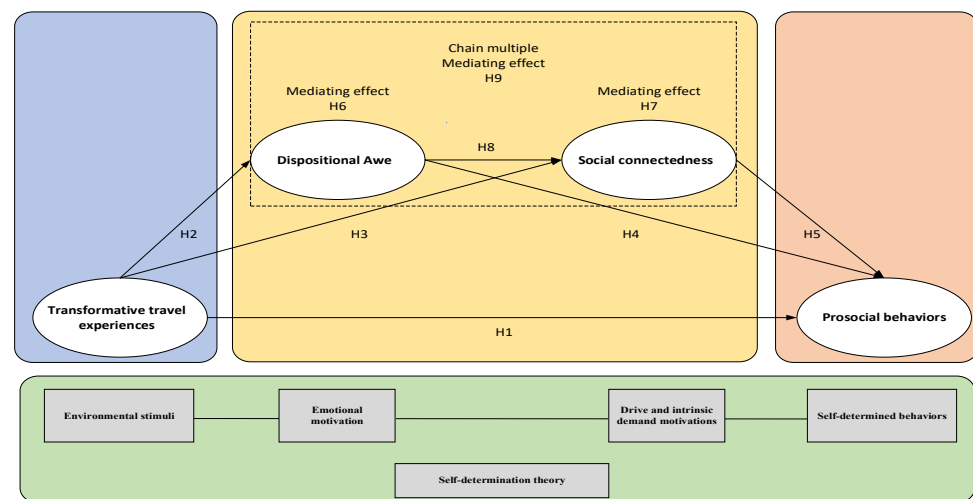 Chain multiple
Mediating effect
H9
Mediating effect
H6
Mediating effect
H7
Dispositional Awe
H8
Social connectedness
H2
H3
H4
H5
Transformative travel
experiences
H1
Prosocial behaviors
Environmental stimuli
Emotional
motivation
Drive and intrinsic
demand motivations
Self-determined behaviors
Self-determination theory